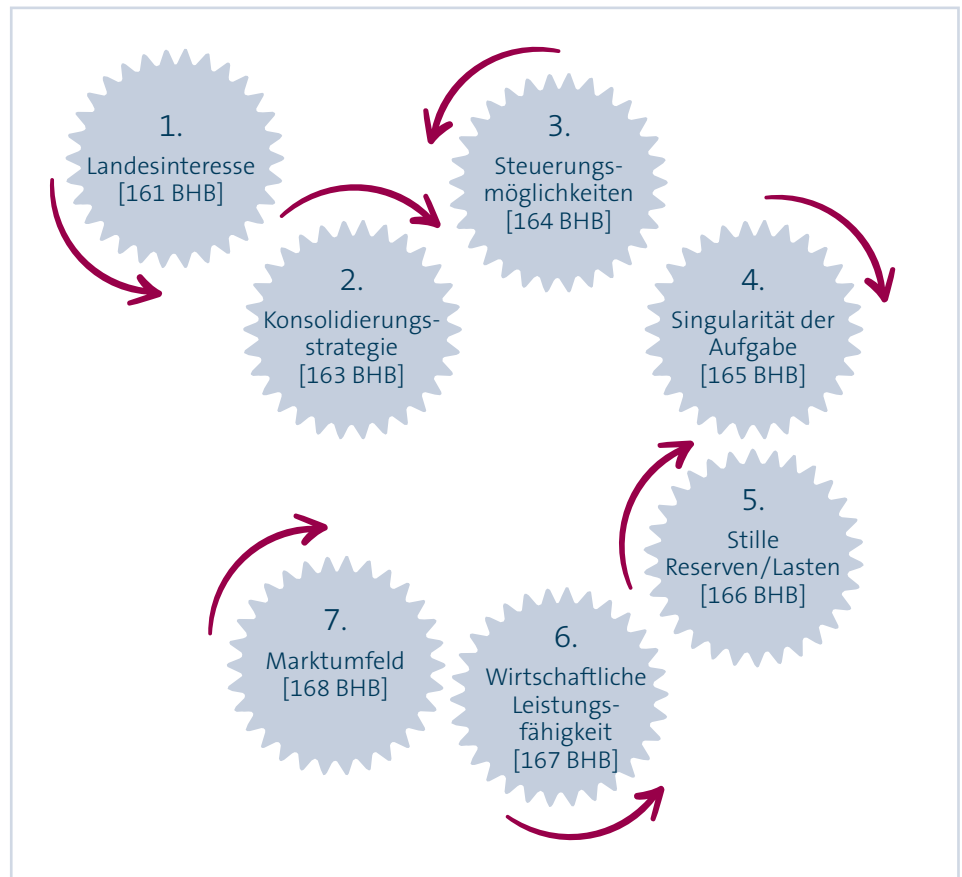 1.
Landesinteresse
[161 BHB]
2.
Konsolidierungs-
strategie
[163 BHB]
3.
Steuerungs-
möglichkeiten
[164 BHB]
4.
Singularität der
Aufgabe
[165 BHB]
5.
Stille
Reserven/Lasten
[166 BHB]
6.
Wirtschaftliche
Leistungs-
fähigkeit
[167 BHB]
7.
Marktumfeld
[168 BHB]